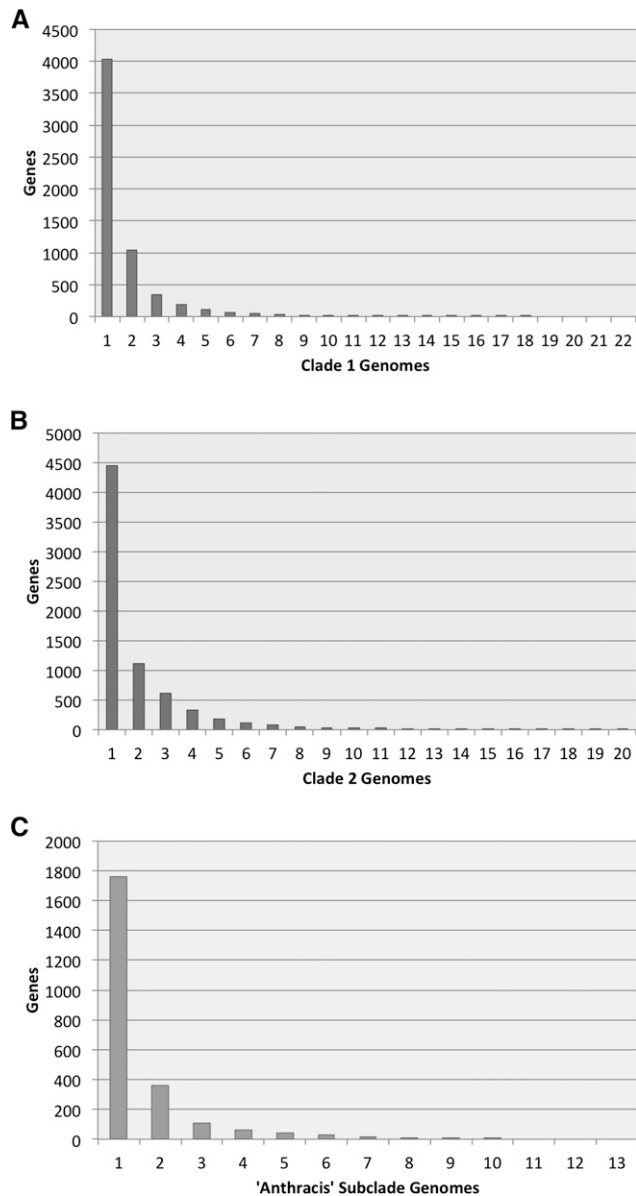 A
4500
4000
3500
3000
2500
2000
1500
1000
500
0
Genes
1 2 3 4 5 6 7 8 9 10 11 12 13 14 15 16 17 18 19 20 21 22
Clade 1 Genomes
B
5000
4500
4000
3500
3000
2500
2000
1500
1000
500
0
Genes
1 2 3 4 5 6 7 8 9 10 11 12 13 14 15 16 17 18 19 20
Clade 2 Genomes
C
2000
1800
1600
1400
1200
1000
800
600
400
200
0
Genes
1 2 3 4 5 6 7 8 9 10 11 12 13
'Anthracis' Subclade Genomes